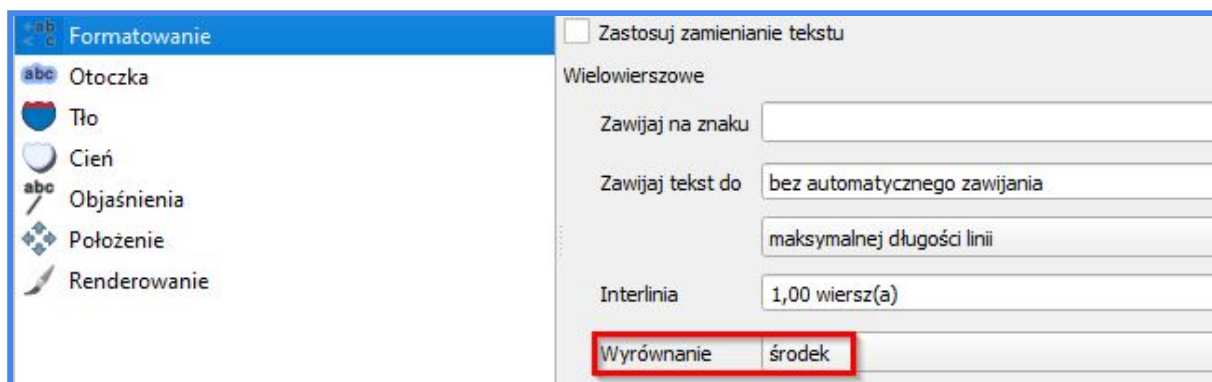 Formatowanie
Otoczka
Tło
Cień
Objaśnienia
Położenie
Renderowanie
Zastosuj zamienianie tekstu
Wielowierszowe
Zawijaj na znaku
Zawijaj tekst do bez automatycznego zawijania
maksymalnej długości linii
Interlinia 1,00 wiersz(a)
Wyrównanie środek